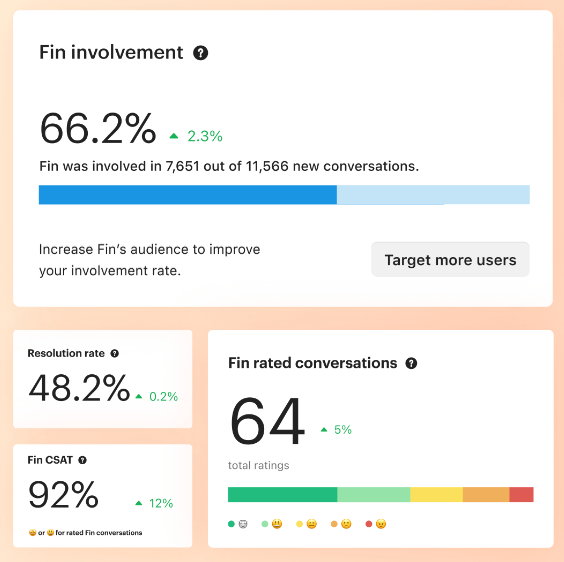 Fin involvement
66.2% 2.3%
Fin was involved in 7,651 out of 11,566 new conversations.
Increase Fin’s audience to improve
your involvement rate.
Target more users
Resolution rate
48.2% 0.2%
Fin CSAT
92% 12%
or for rated Fin conversations
Fin rated conversations
64 5%
total ratings